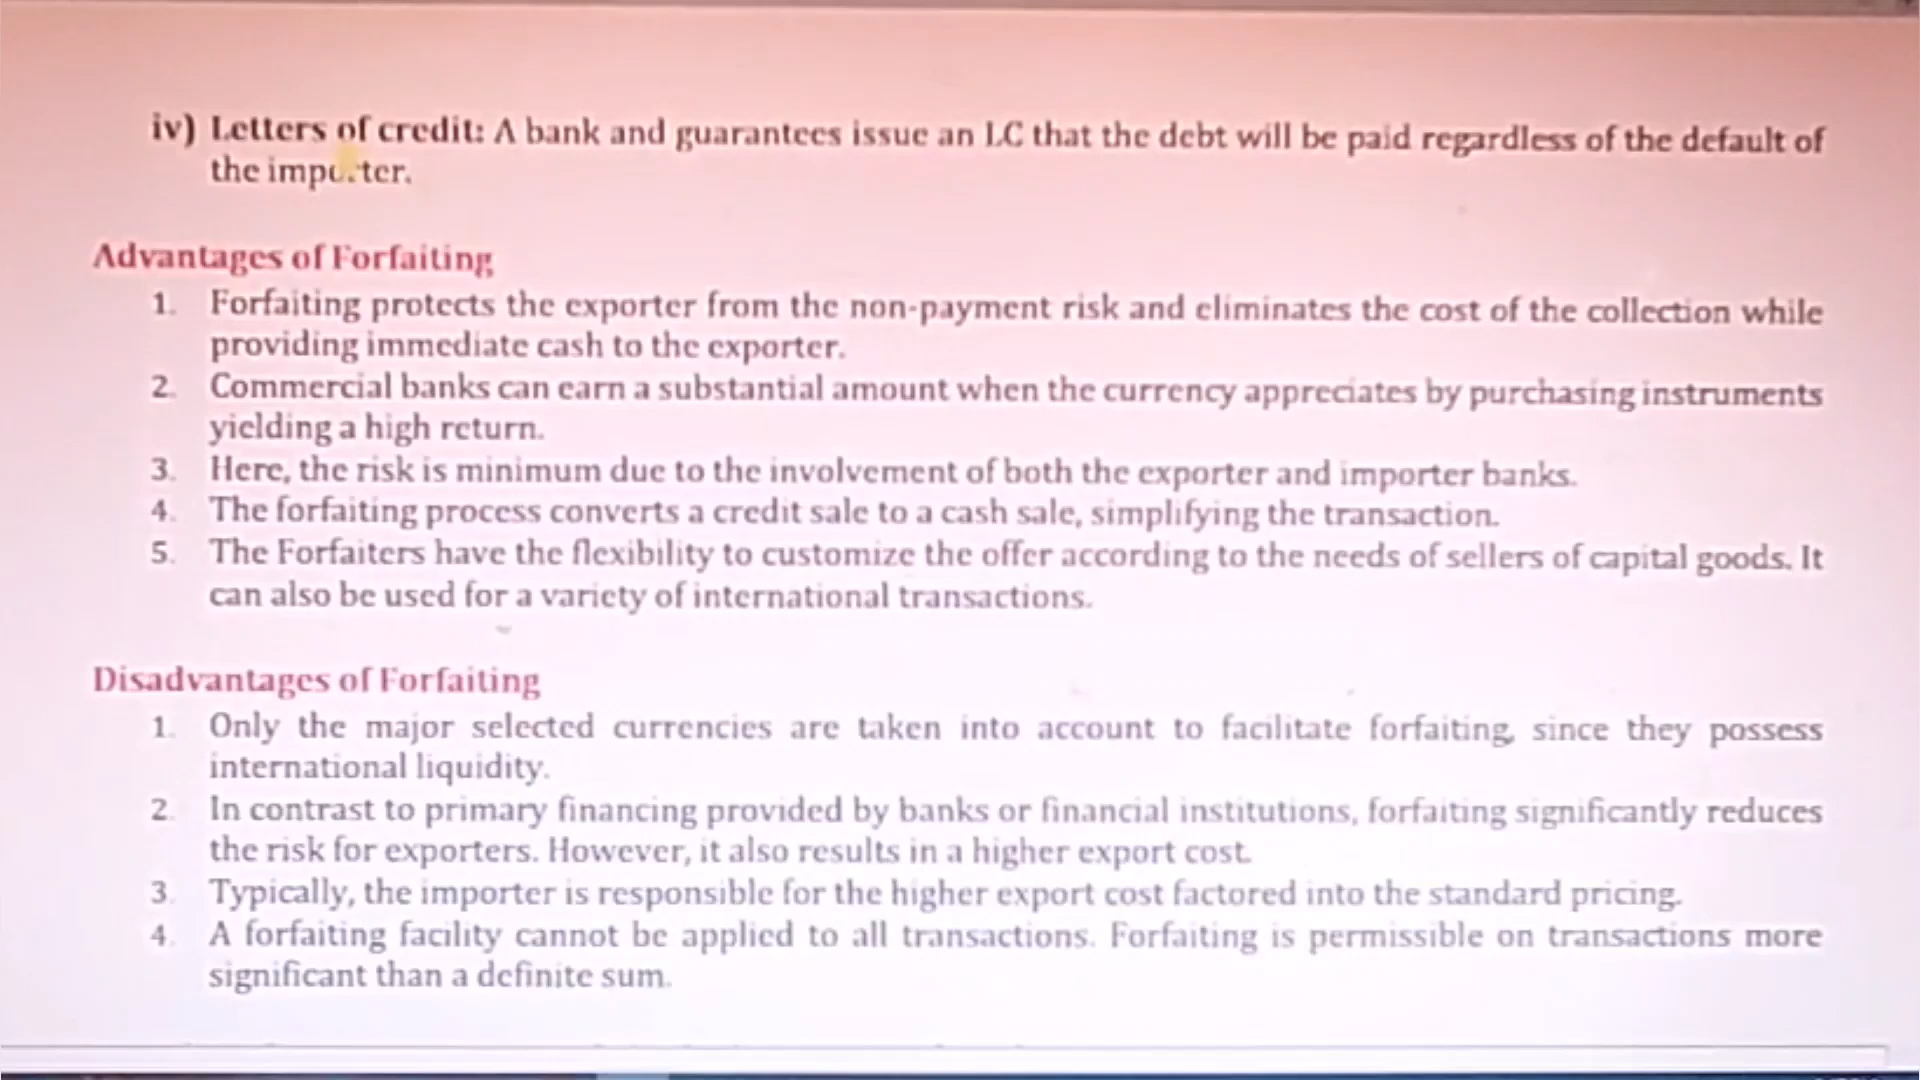 iv) Letters of credit: A bank and guarantees issue an LC that the debt will be paid regardless of the default of
the importer.
Advantages of Forfaiting
1. Forfaiting protects the exporter from the non-payment risk and eliminates the cost of the collection while
providing immediate cash to the exporter.
2. Commercial banks can earn a substantial amount when the currency appreciates by purchasing instruments
yielding a high return.
3. Here, the risk is minimum due to the involvement of both the exporter and importer banks.
4. The forfaiting process converts a credit sale to a cash sale, simplifying the transaction.
5. The Forfaiters have the flexibility to customize the offer according to the needs of sellers of capital goods. It
can also be used for a variety of international transactions.
Disadvantages of Forfaiting
1. Only the major selected currencies are taken into account to facilitate forfaiting, since they possess
international liquidity.
2. In contrast to primary financing provided by banks or financial institutions, forfaiting significantly reduces
the risk for exporters. However, it also results in a higher export cost.
3. Typically, the importer is responsible for the higher export cost factored into the standard pricing.
4. A forfaiting facility cannot be applied to all transactions. Forfaiting is permissible on transactions more
significant than a definite sum.